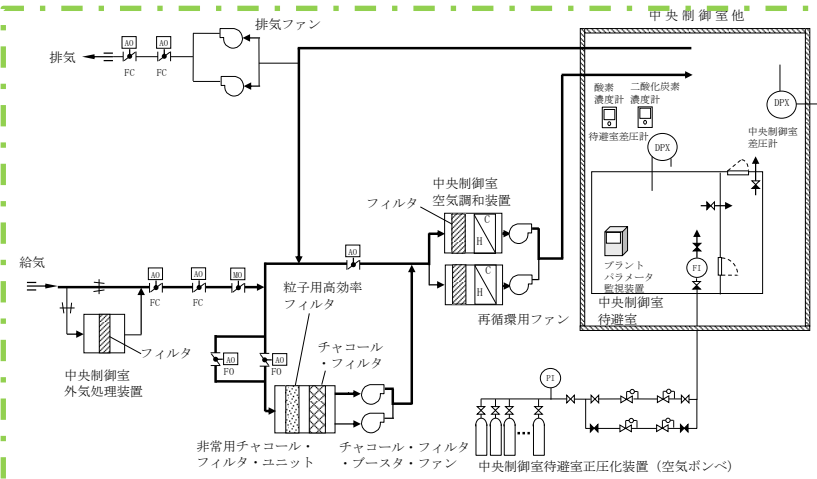 中央制御室他
排気ファン
排気
AO
AO
FC
FC
酸素
濃度計
二酸化炭素
濃度計
DPX
中央制御室
差圧計
待避室差圧計
DPX
中央制御室
空気調和装置
フィルタ
C
H
C
H
再循環用ファン
AO
給気
AO
AO
MO
FC
FC
粒子用高効率
フィルタ
チャコール
・フィルタ
フィルタ
中央制御室
外気処理装置
AO
FO
AO
FO
プラント
パラメータ
監視装置
FI
中央制御室
待避室
PI
非常用チャコール・
フィルタ・ユニット
チャコール・フィルタ
・ブースタ・ファン
中央制御室待避室正圧化装置（空気ボンベ）